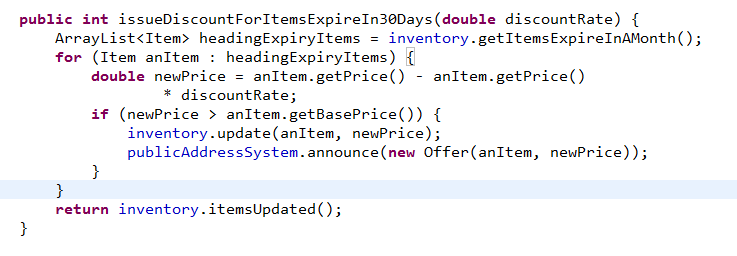 public int issueDiscountForItemsExpireIn30Days(double discountRate) {
    ArrayList<Item> headingExpiryItems = inventory.getItemsExpireInAMonth();
    for (Item anItem : headingExpiryItems) {
        double newPrice = anItem.getPrice() - anItem.getPrice()
                * discountRate;
        if (newPrice > anItem.getBasePrice()) {
            inventory.update(anItem, newPrice);
            publicAddressSystem.announce(new Offer(anItem, newPrice));
        }
    }
    return inventory.itemsUpdated();
}